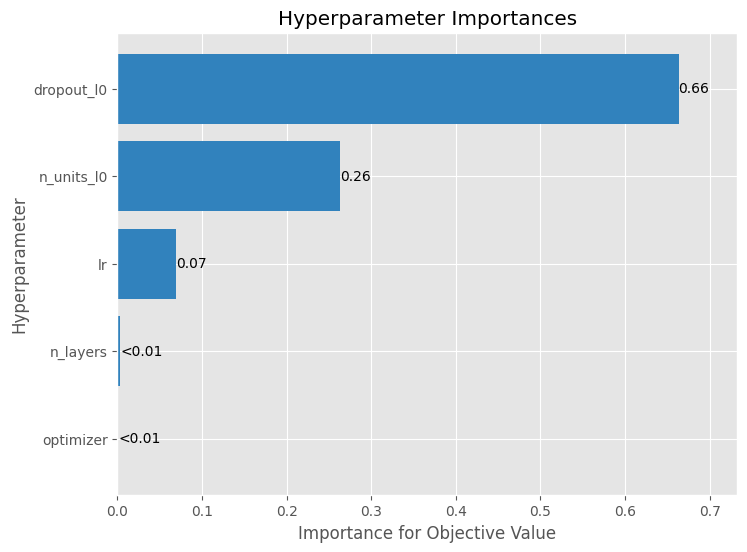 Hyperparameter Importances
Hyperparameter
dropout_l0
0.66
n_units_l0
0.26
lr
0.07
n_layers
<0.01
optimizer
<0.01
0.0 0.1 0.2 0.3 0.4 0.5 0.6 0.7
Importance for Objective Value